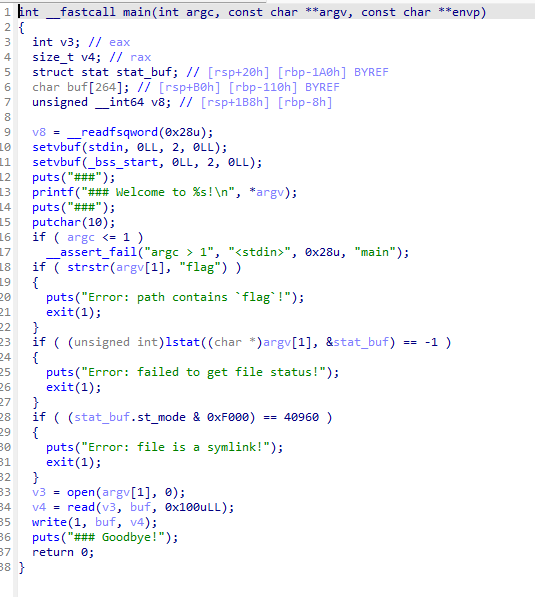 1 int __fastcall main(int argc, const char **argv, const char **envp)
2 {
3 int v3; // eax
4 size_t v4; // rax
5 struct stat stat_buf; // [rsp+20h] [rbp-1A0h] BYREF
6 char buf[264]; // [rsp+B0h] [rbp-110h] BYREF
7 unsigned __int64 v8; // [rsp+1B8h] [rbp-8h]
8
9 v8 = __readfsqword(0x28u);
10 setvbuf(stdin, 0LL, 2, 0LL);
11 setvbuf(_bss_start, 0LL, 2, 0LL);
12 puts("###");
13 printf("### Welcome to %s!\n", *argv);
14 puts("###");
15 putchar(10);
16 if ( argc <= 1 )
17 __assert_fail("argc > 1", "<stdin>", 0x28u, "main");
18 if ( strstr(argv[1], "flag") )
19 {
20 puts("Error: path contains `flag`!");
21 exit(1);
22 }
23 if ( (unsigned int)lstat((char *)argv[1], &stat_buf) == -1 )
24 {
25 puts("Error: failed to get file status!");
26 exit(1);
27 }
28 if ( (stat_buf.st_mode & 0xF000) == 40960 )
29 {
30 puts("Error: file is a symlink!");
31 exit(1);
32 }
33 v3 = open(argv[1], 0);
34 v4 = read(v3, buf, 0x100uLL);
35 write(1, buf, v4);
36 puts("### Goodbye!");
37 return 0;
38 }